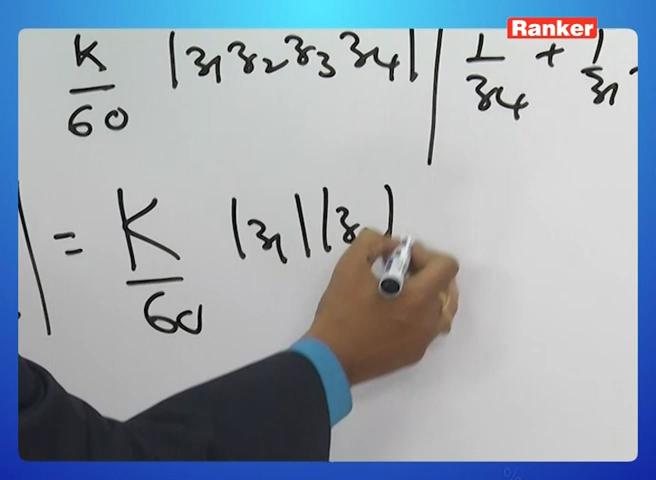 Ranker
K/60 |z₁z₂z₃z₄| | 1/z₄ + 1/z₁
| = K/60 |z₁| |z |